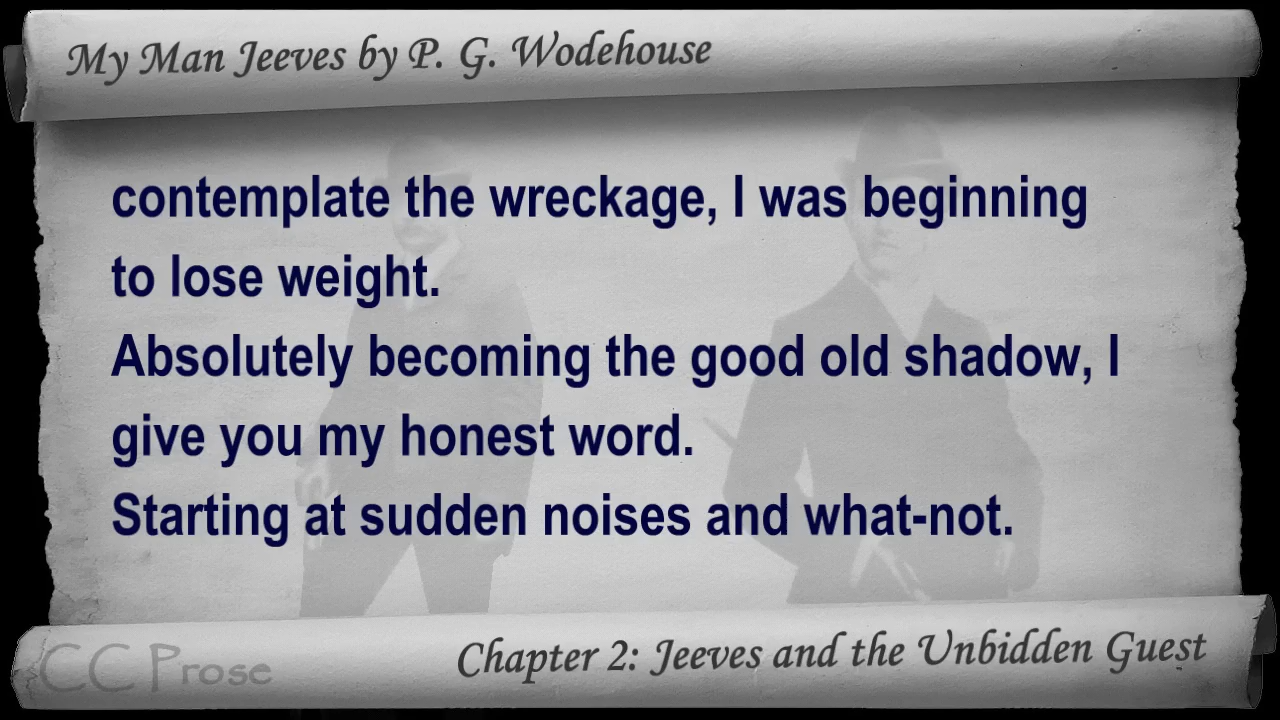 My Man Jeeves by P. G. Wodehouse
contemplate the wreckage, I was beginning
to lose weight.
Absolutely becoming the good old shadow, I
give you my honest word.
Starting at sudden noises and what-not.
CC Prose
Chapter 2: Jeeves and the Unbidden Guest